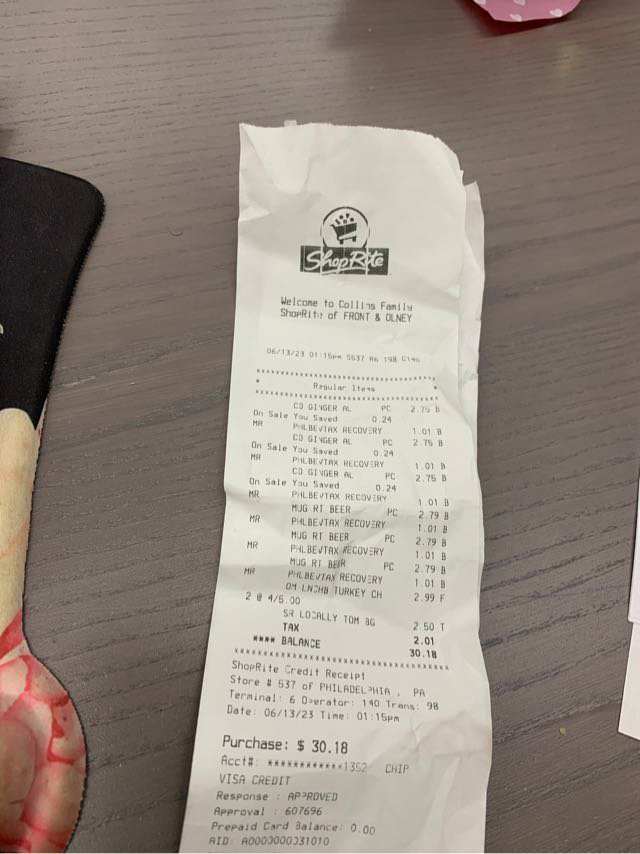 ShopRite
Welcome to Collins Family
ShopRite of FRONT & OLNEY
06/13/23 01:15pm 5537 R6 198 C140
************************************
* Regular Items *
************************************
CD GINGER AL PC 2.75 B
On Sale You Saved 0.24
MR PHLBEVTAX RECOVERY 1.01 B
CD GINGER AL PC 2.75 B
On Sale You Saved 0.24
MR PHLBEVTAX RECOVERY 1.01 B
CD GINGER AL PC 2.75 B
On Sale You Saved 0.24
MR PHLBEVTAX RECOVERY 1.01 B
MUG RT BEER PC 2.79 B
MR PHLBEVTAX RECOVERY 1.01 B
MUG RT BEER PC 2.79 B
MR PHLBEVTAX RECOVERY 1.01 B
MUG RT BEER PC 2.79 B
MR PHLBEVTAX RECOVERY 1.01 B
OM LNCHB TURKEY CH 2.99 F
2 @ 4/5.00
SR LOCALLY TOM BG 2.50 T
TAX 2.01
**** BALANCE 30.18
************************************
ShopRite Credit Receipt
Store # 537 of PHILADELPHIA , PA
Terminal: 6 Operator: 140 Trans: 98
Date: 06/13/23 Time: 01:15pm
Purchase: $ 30.18
Acct#: ************1352 CHIP
VISA CREDIT
Response : APPROVED
Approval : 607696
Prepaid Card Balance: 0.00
AID: A0000000031010